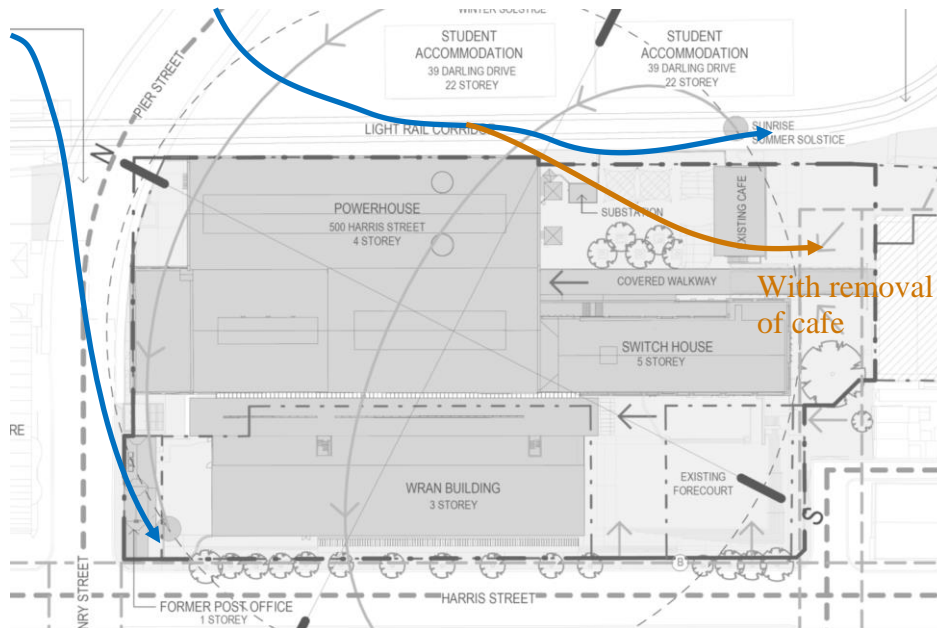 WINTER SOLSTICE
STUDENT
ACCOMMODATION
39 DARLING DRIVE
22 STOREY
STUDENT
ACCOMMODATION
39 DARLING DRIVE
22 STOREY
PIER STREET
LIGHT RAIL CORRIDOR
SUNRISE
SUMMER SOLSTICE
N
POWERHOUSE
500 HARRIS STREET
4 STOREY
SUBSTATION
EXISTING CAFE
COVERED WALKWAY
With removal
of cafe
SWITCH HOUSE
5 STOREY
RE
WRAN BUILDING
3 STOREY
EXISTING
FORECOURT
S
B
HARRIS STREET
NRY STREET
FORMER POST OFFICE
1 STOREY